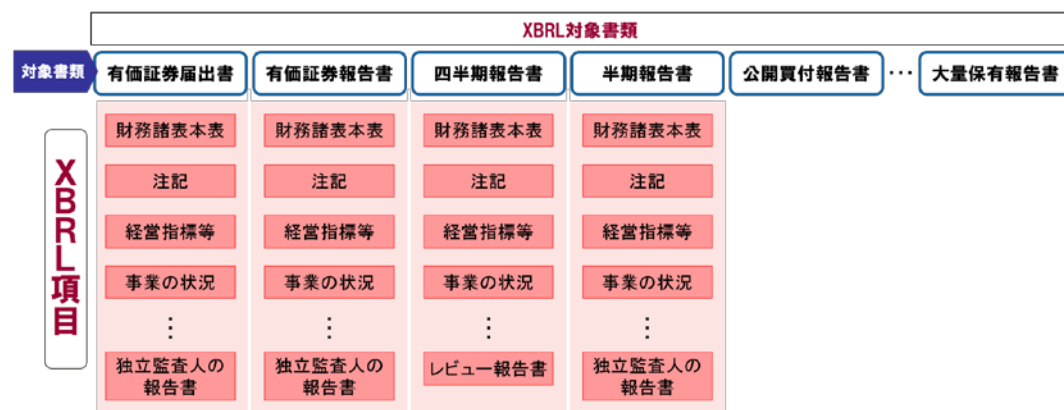 XBRL対象書類
対象書類
有価証券届出書
有価証券報告書
四半期報告書
半期報告書
公開買付報告書
･･･
大量保有報告書
XBRL項目
財務諸表本表
財務諸表本表
財務諸表本表
財務諸表本表
注記
注記
注記
注記
経営指標等
経営指標等
経営指標等
経営指標等
事業の状況
事業の状況
事業の状況
事業の状況
⋮
⋮
⋮
⋮
独立監査人の
報告書
独立監査人の
報告書
レビュー報告書
独立監査人の
報告書